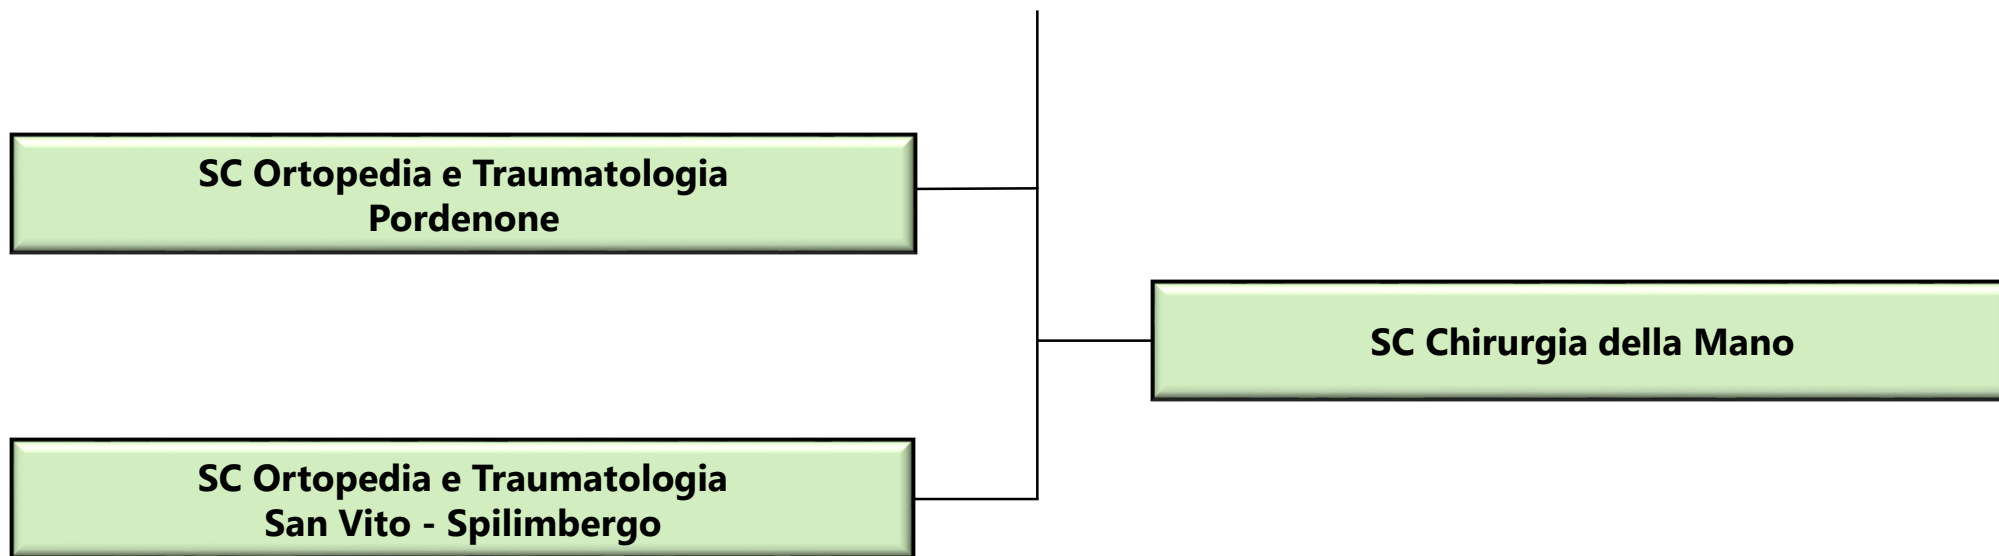 SC Ortopedia e Traumatologia
Pordenone
SC Chirurgia della Mano
SC Ortopedia e Traumatologia
San Vito - Spilimbergo